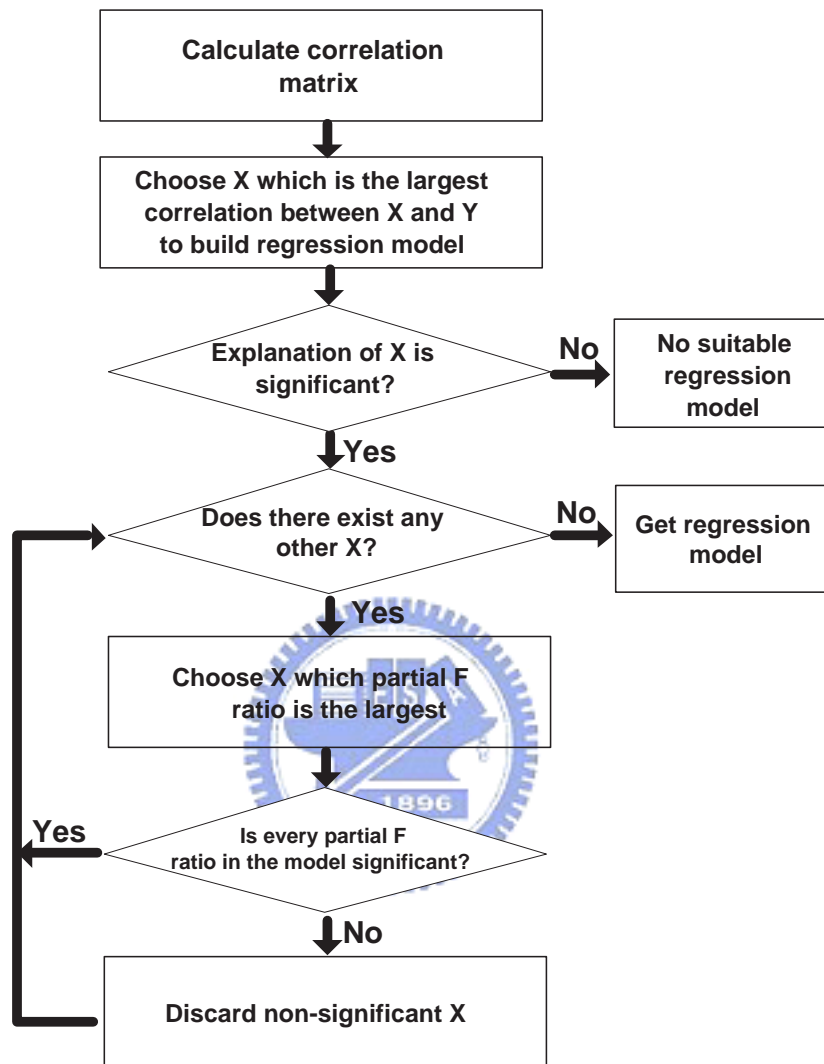 Calculate correlation
matrix
Choose X which is the largest
correlation between X and Y
to build regression model
Explanation of X is
significant?
No
No suitable
regression
model
Yes
Does there exist any
other X?
No
Get regression
model
Yes
Choose X which partial F
ratio is the largest
1896
Is every partial F
ratio in the model significant?
Yes
No
Discard non-significant X